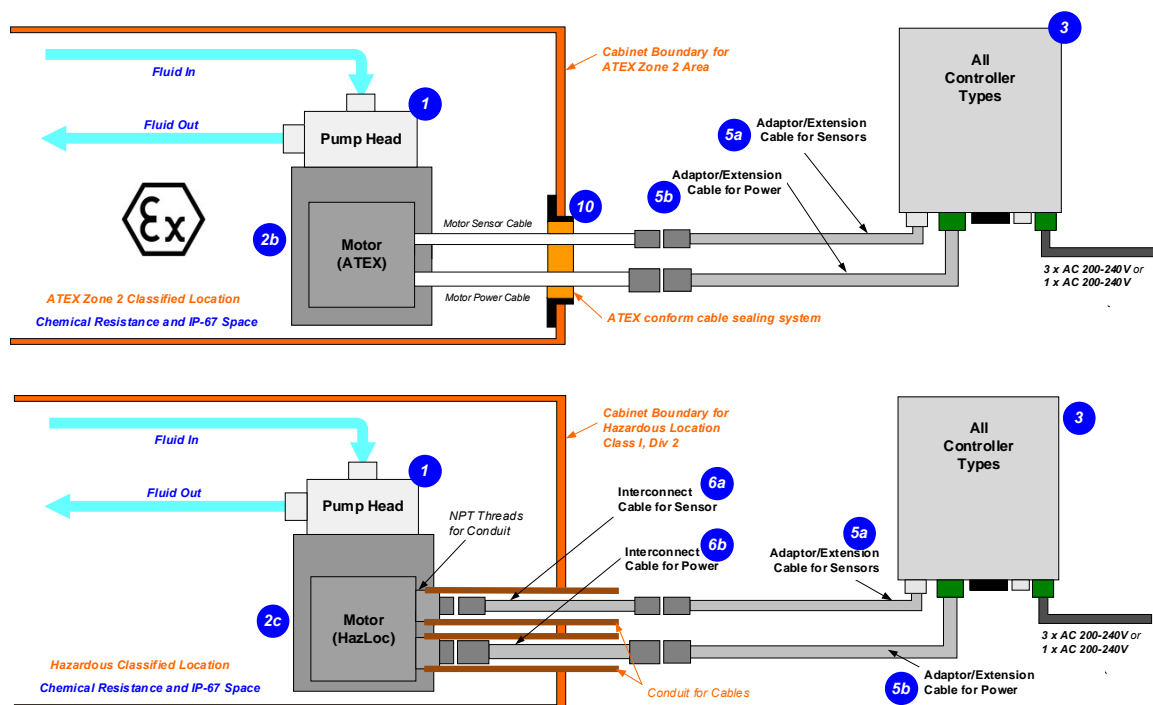 Cabinet Boundary for
ATEX Zone 2 Area
3
All
Controller
Types
Fluid In
1
Fluid Out
Pump Head
5a
Adaptor/Extension
Cable for Sensors
Adaptor/Extension
Cable for Power
5b
10
Ex
2b
Motor
(ATEX)
Motor Sensor Cable
Motor Power Cable
3 x AC 200-240V or
1 x AC 200-240V
ATEX Zone 2 Classified Location
Chemical Resistance and IP-67 Space
ATEX conform cable sealing system
Cabinet Boundary for
Hazardous Location
Class I, Div 2
3
All
Controller
Types
Fluid In
1
Fluid Out
Pump Head
NPT Threads
for Conduit
Interconnect
Cable for Sensor
6a
Interconnect
Cable for Power
6b
5a
Adaptor/Extension
Cable for Sensors
2c
Motor
(HazLoc)
3 x AC 200-240V or
1 x AC 200-240V
Hazardous Classified Location
Chemical Resistance and IP-67 Space
Conduit for Cables
5b
Adaptor/Extension
Cable for Power